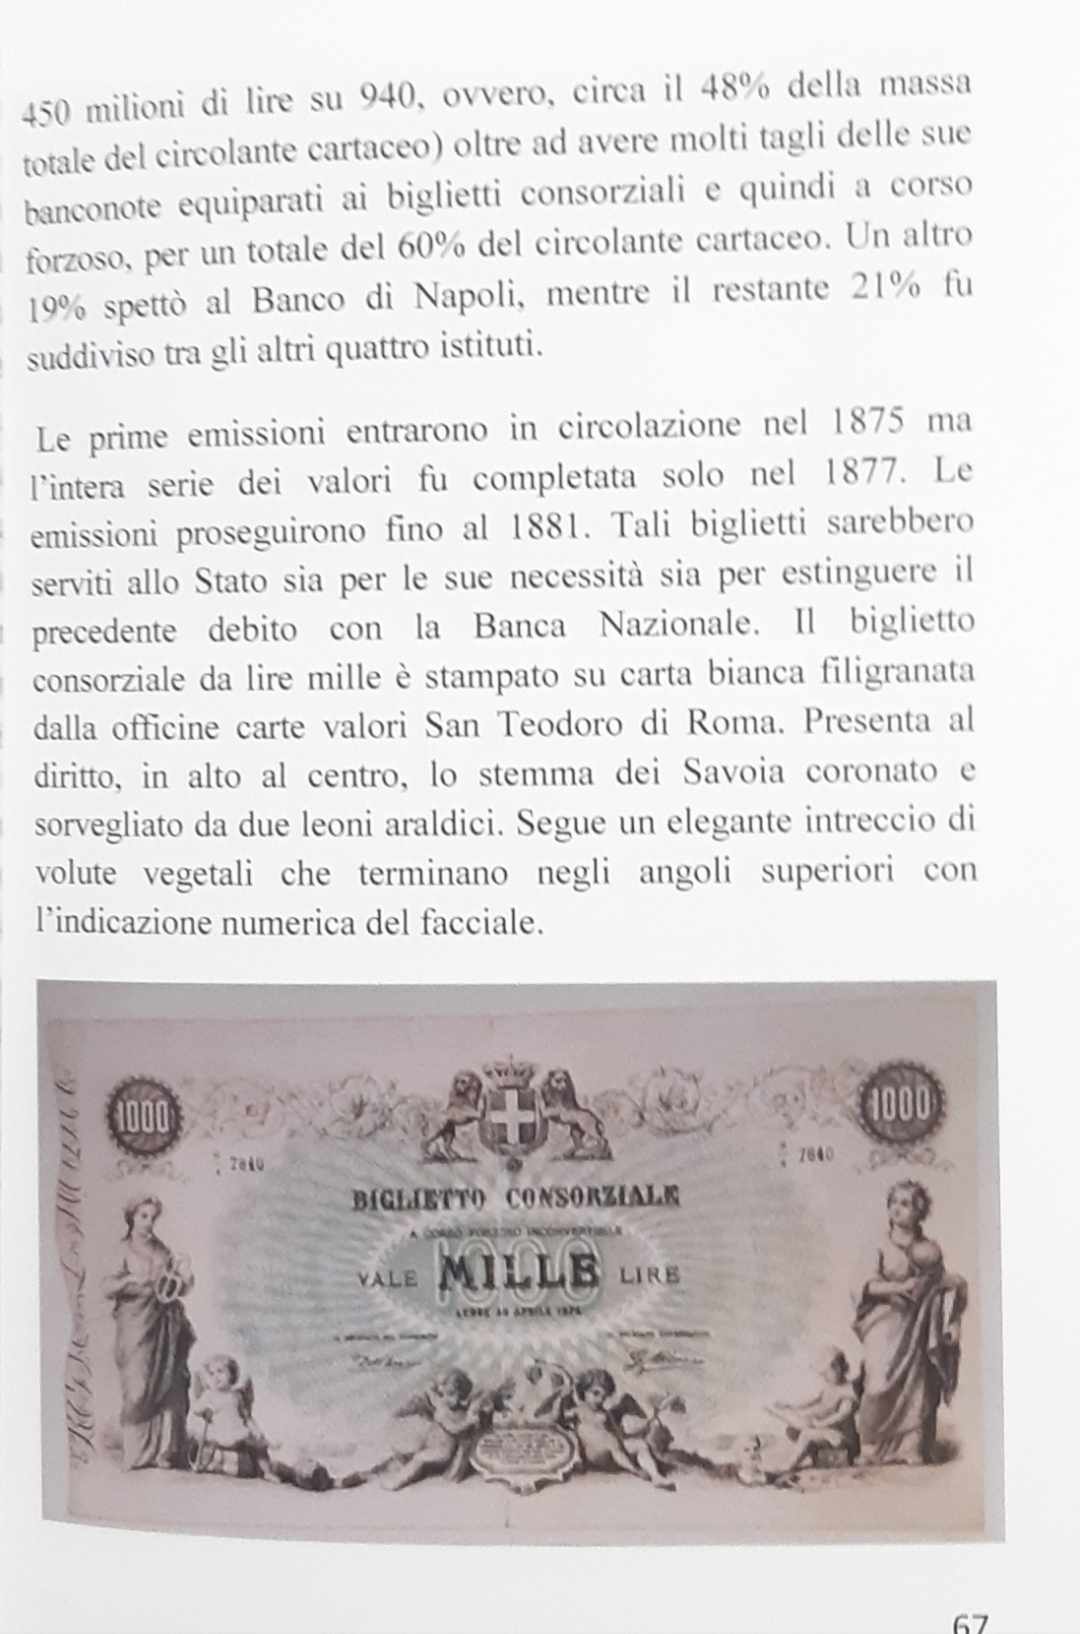 450 milioni di lire su 940, ovvero, circa il 48% della massa
totale del circolante cartaceo) oltre ad avere molti tagli delle sue
banconote equiparati ai biglietti consorziali e quindi a corso
forzoso, per un totale del 60% del circolante cartaceo. Un altro
19% spettò al Banco di Napoli, mentre il restante 21% fu
suddiviso tra gli altri quattro istituti.
Le prime emissioni entrarono in circolazione nel 1875 ma
l'intera serie dei valori fu completata solo nel 1877. Le
emissioni proseguirono fino al 1881. Tali biglietti sarebbero
serviti allo Stato sia per le sue necessità sia per estinguere il
precedente debito con la Banca Nazionale. Il biglietto
consorziale da lire mille è stampato su carta bianca filigranata
dalla officine carte valori San Teodoro di Roma. Presenta al
diritto, in alto al centro, lo stemma dei Savoia coronato e
sorvegliato da due leoni araldici. Segue un elegante intreccio di
volute vegetali che terminano negli angoli superiori con
l'indicazione numerica del facciale.
1000 1000
7840 7840
BIGLIETTO CONSORZIALE
A CORSO FORZOSO INCONVERTIBILE
1000
VALE MILLE LIRE
LEGGE 30 APRILE 1874
67